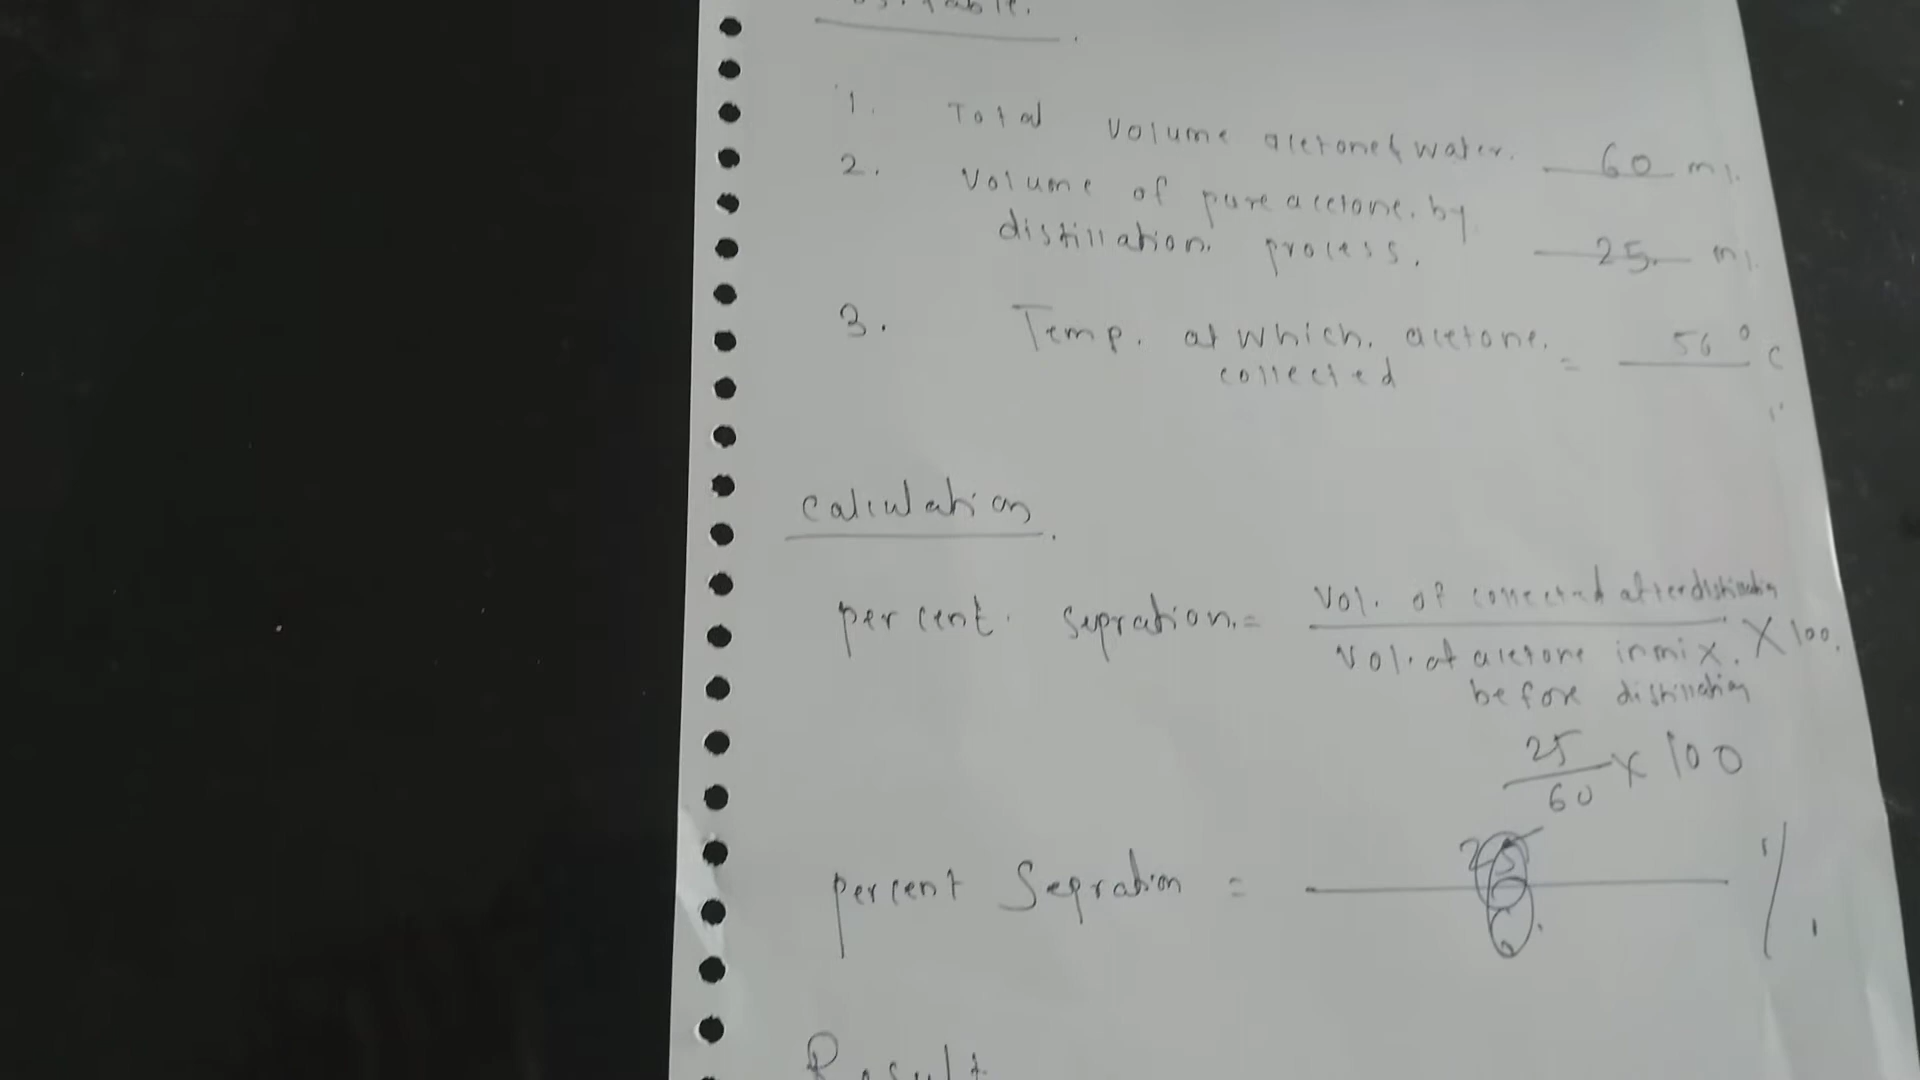 1. Total volume acetone & water. 60 ml.
2. volume of pure acetone. by
distillation. process. 25. ml.
3. Temp. at which. acetone. = 56° C
collected
calculation.
percent. sepration. = Vol. of collected after distillation
Vol. of acetone in mix. X 100.
before distillation
25
60 X 100
percent Sepration = %
Result